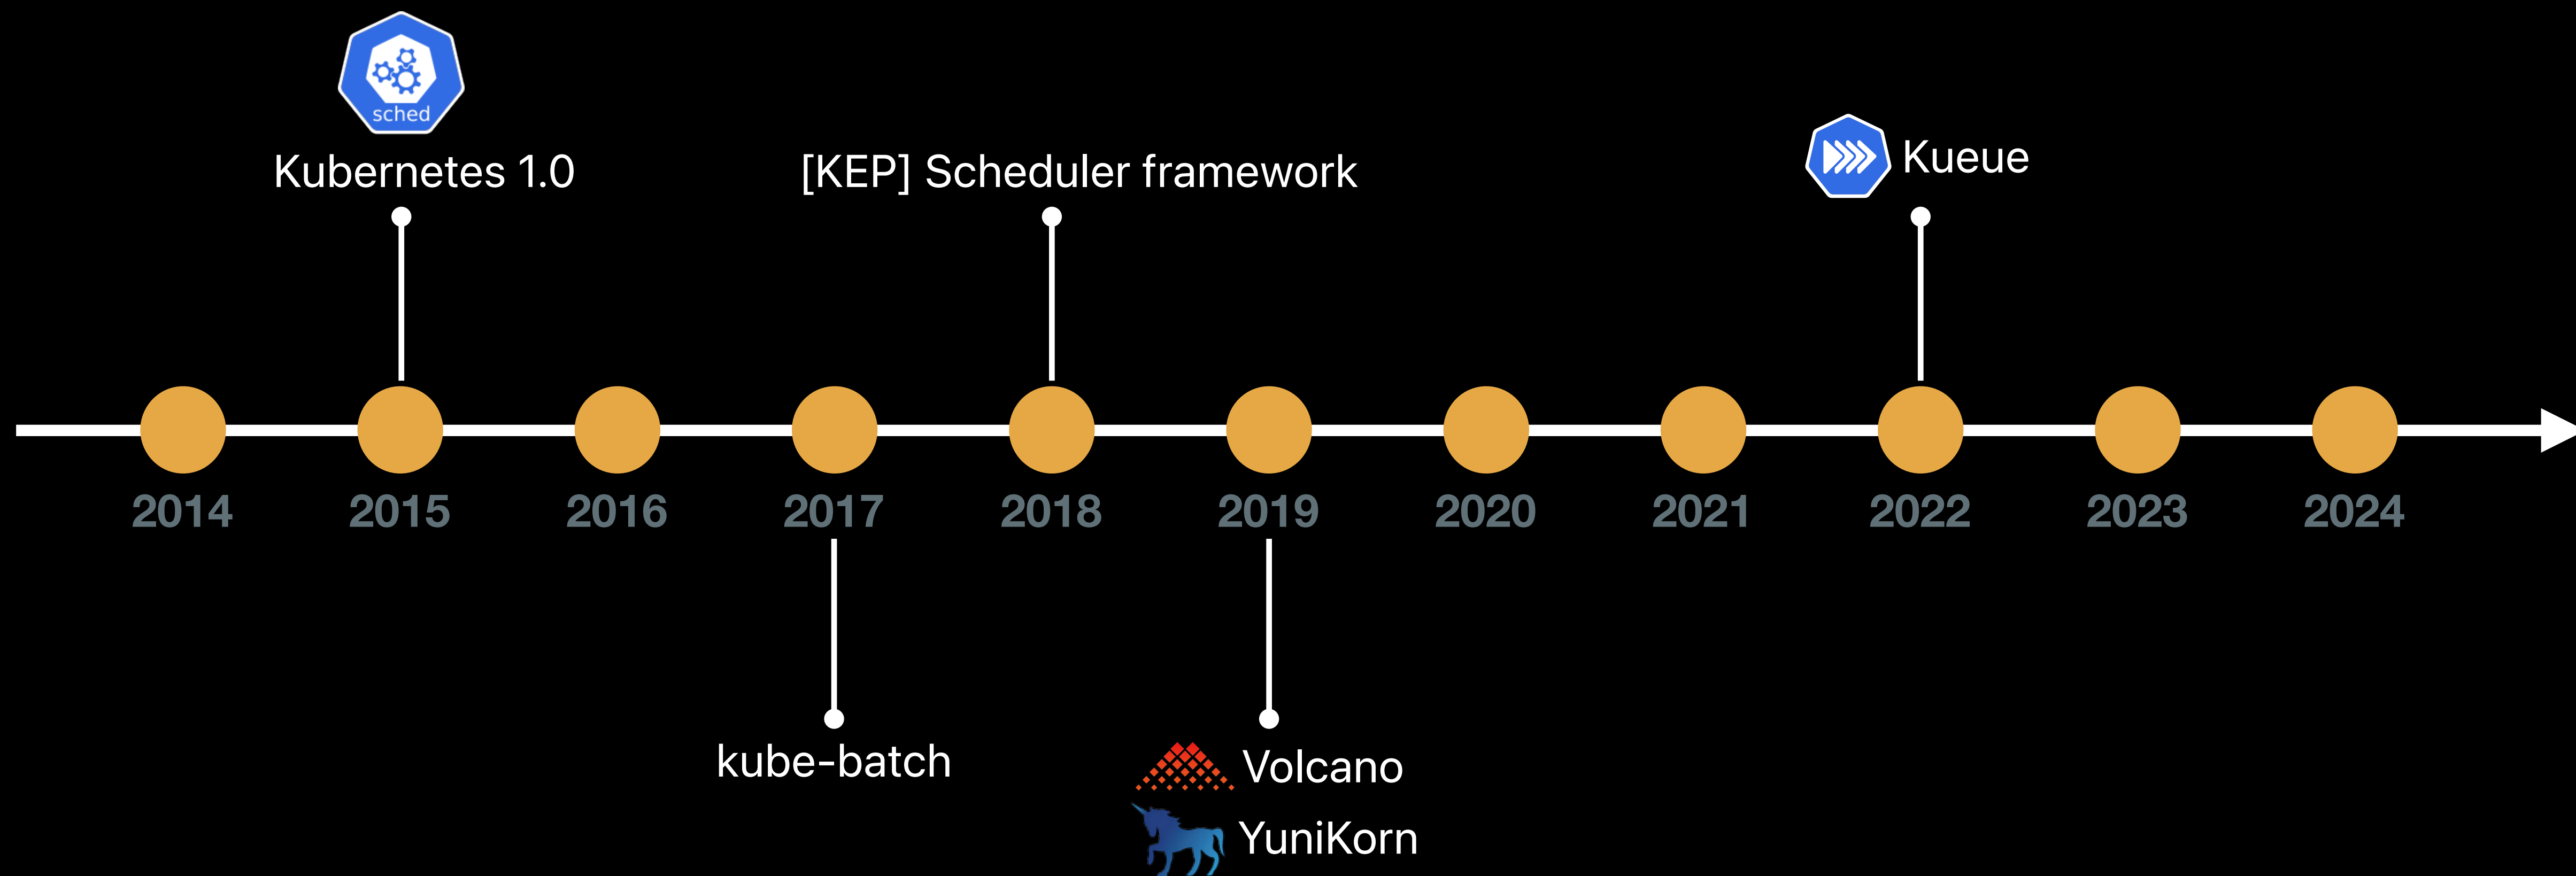 sched
Kubernetes 1.0
[KEP] Scheduler framework
Kueue
2014
2015
2016
2017
2018
2019
2020
2021
2022
2023
2024
kube-batch
Volcano
YuniKorn